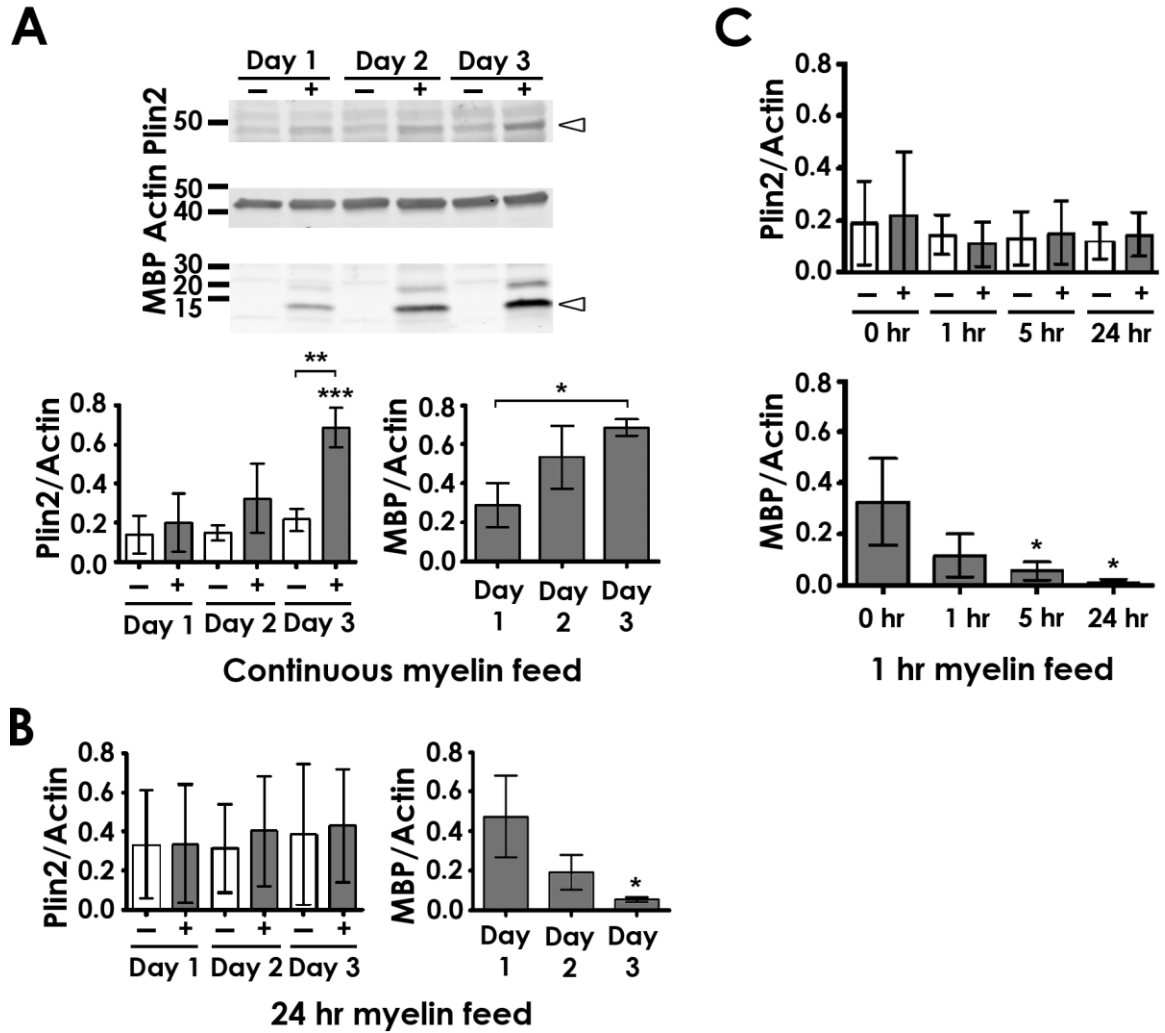 A
Day 1 Day 2 Day 3
– + – + – +
Plin2
50
Actin
50
40
MBP
30
20
15
Plin2/Actin
0.8
0.6
0.4
0.2
0.0
**
***
– + – + – +
Day 1 Day 2 Day 3
MBP/Actin
0.8
0.6
0.4
0.2
0.0
*
Day Day Day
1 2 3
Continuous myelin feed
B
Plin2/Actin
0.8
0.6
0.4
0.2
0.0
– + – + – +
Day 1 Day 2 Day 3
MBP/Actin
0.8
0.6
0.4
0.2
0.0
*
Day Day Day
1 2 3
24 hr myelin feed
C
Plin2/Actin
0.8
0.6
0.4
0.2
0.0
– + – + – + – +
0 hr 1 hr 5 hr 24 hr
MBP/Actin
0.8
0.6
0.4
0.2
0.0
* *
0 hr 1 hr 5 hr 24 hr
1 hr myelin feed